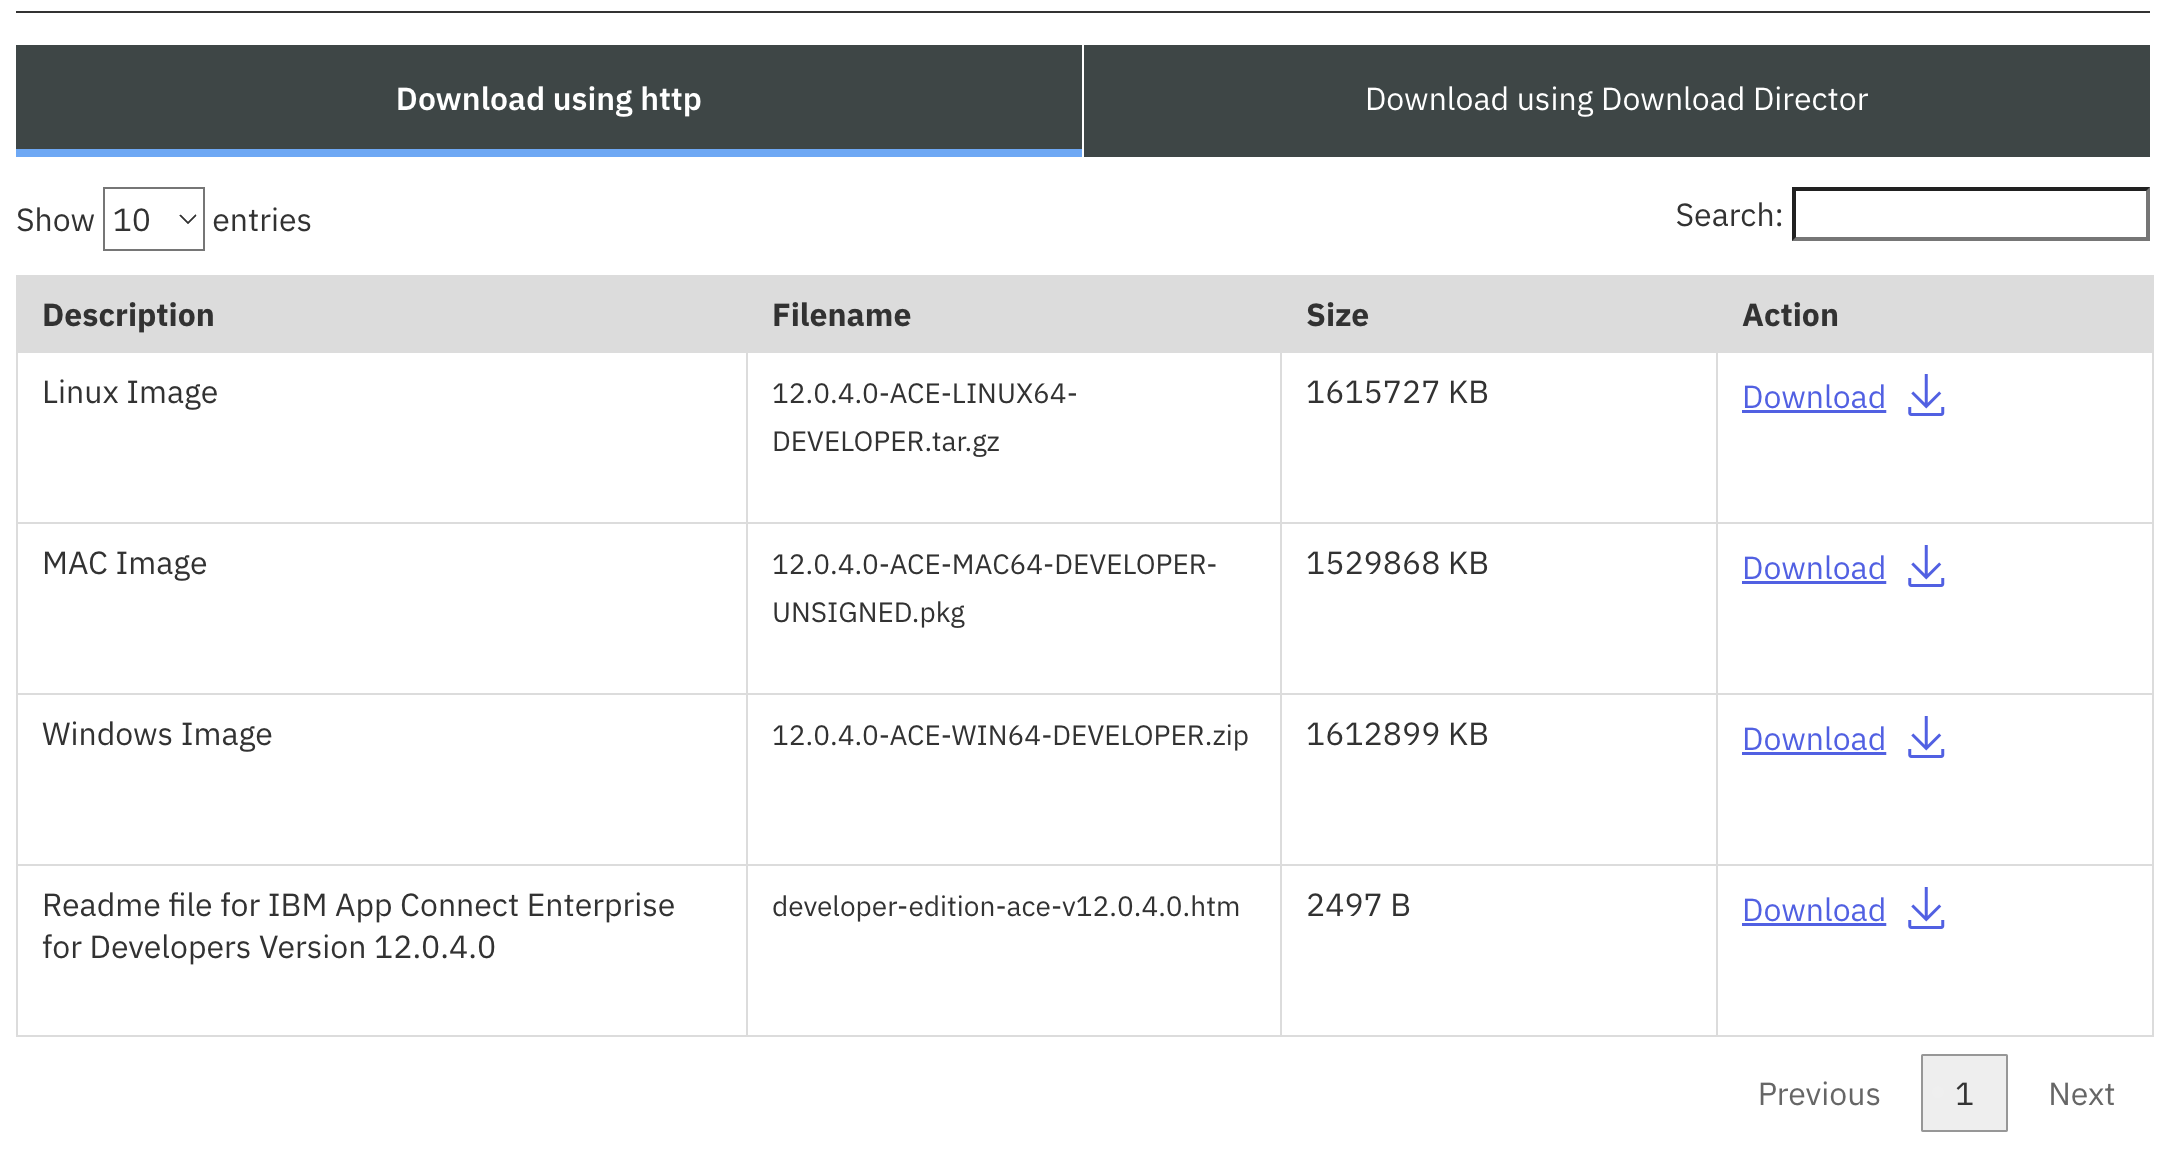 Download using http
Download using Download Director
Show 10 entries
Search:
Description Filename Size Action
Linux Image 12.0.4.0-ACE-LINUX64- 1615727 KB Download
DEVELOPER.tar.gz
MAC Image 12.0.4.0-ACE-MAC64-DEVELOPER- 1529868 KB Download
UNSIGNED.pkg
Windows Image 12.0.4.0-ACE-WIN64-DEVELOPER.zip 1612899 KB Download
Readme file for IBM App Connect Enterprise developer-edition-ace-v12.0.4.0.htm 2497 B Download
for Developers Version 12.0.4.0
Previous 1 Next